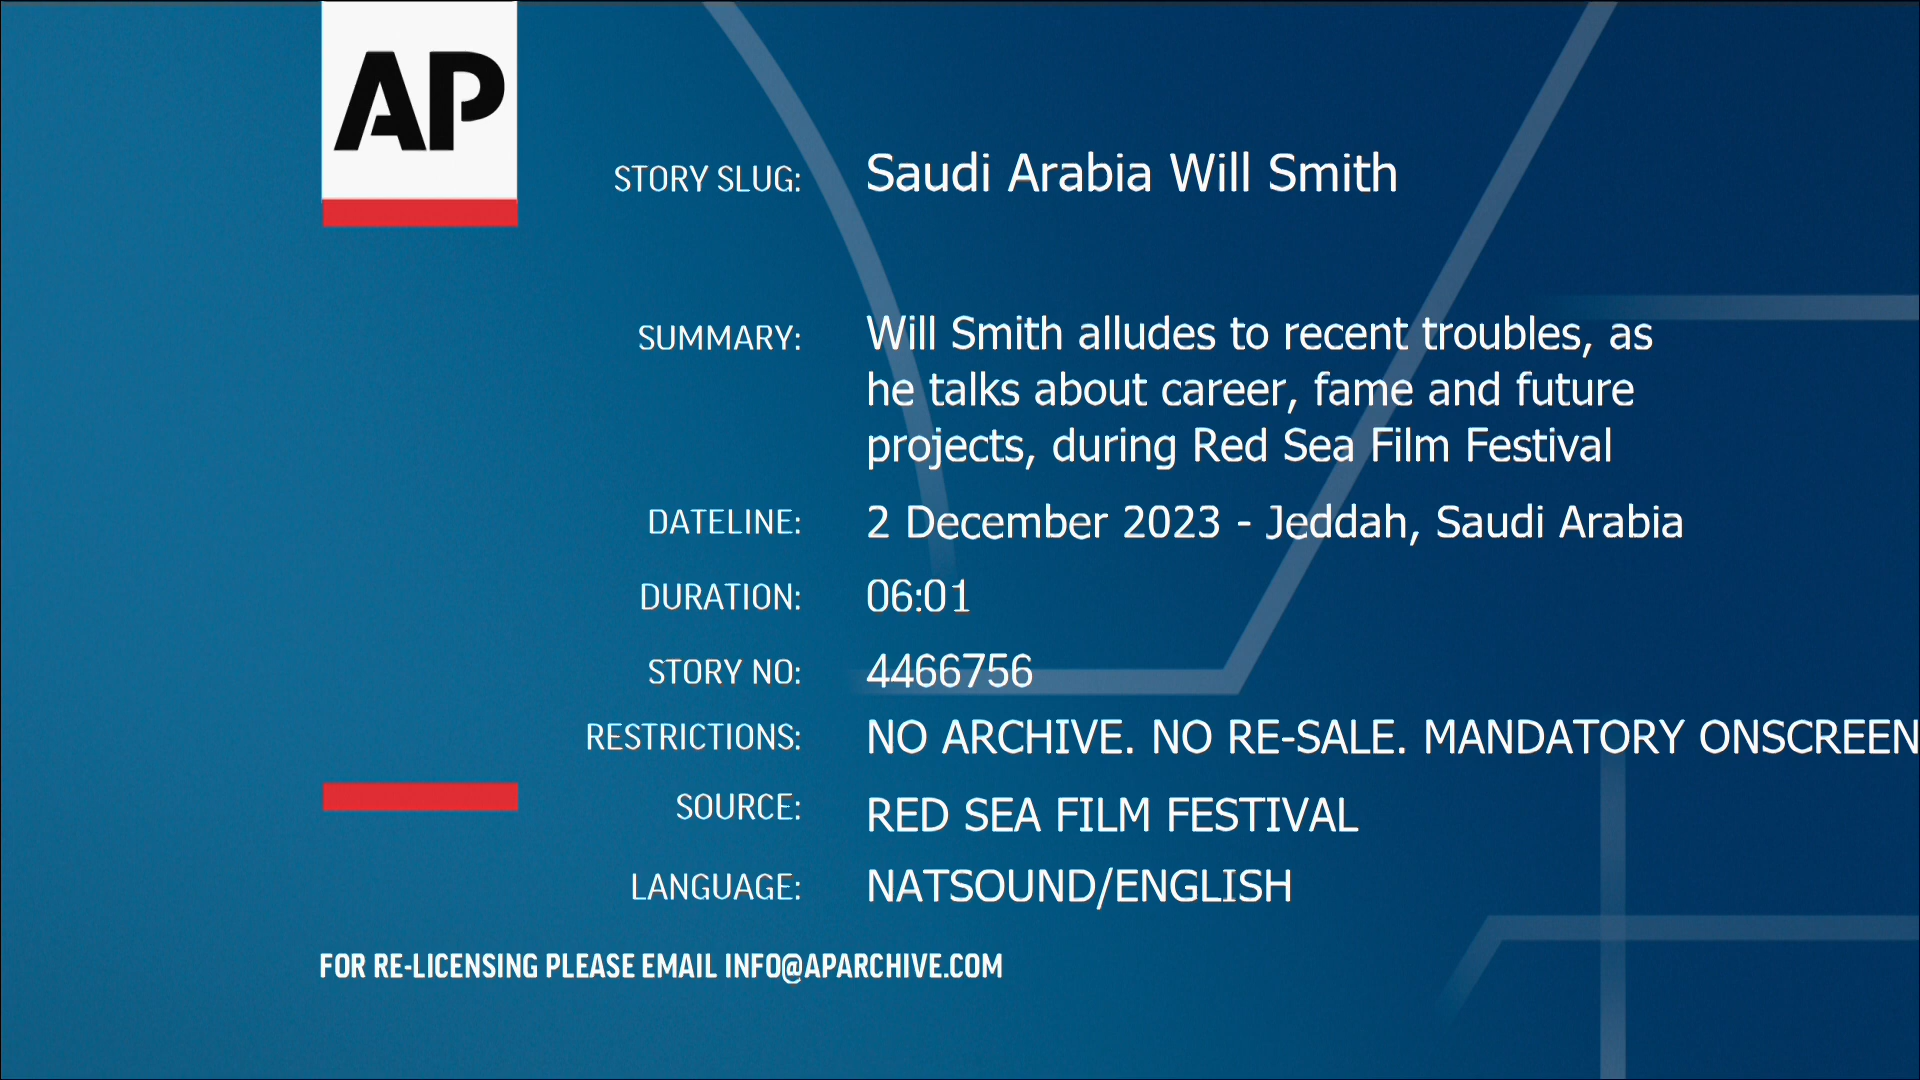 AP
STORY SLUG: Saudi Arabia Will Smith
SUMMARY: Will Smith alludes to recent troubles, as
he talks about career, fame and future
projects, during Red Sea Film Festival
DATELINE: 2 December 2023 - Jeddah, Saudi Arabia
DURATION: 06:01
STORY NO: 4466756
RESTRICTIONS: NO ARCHIVE. NO RE-SALE. MANDATORY ONSCREEN
SOURCE: RED SEA FILM FESTIVAL
LANGUAGE: NATSOUND/ENGLISH
FOR RE-LICENSING PLEASE EMAIL INFO@APARCHIVE.COM